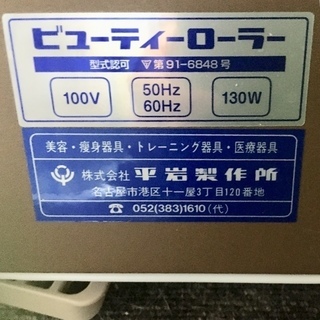 ビューティーローラー
型式認可 ▽第91-6848号
100V
50Hz
60Hz
130W
美容・痩身器具・トレーニング器具・医療器具
株式会社 平岩製作所
名古屋市港区十一屋3丁目120番地
☎ 052(383)1610(代)